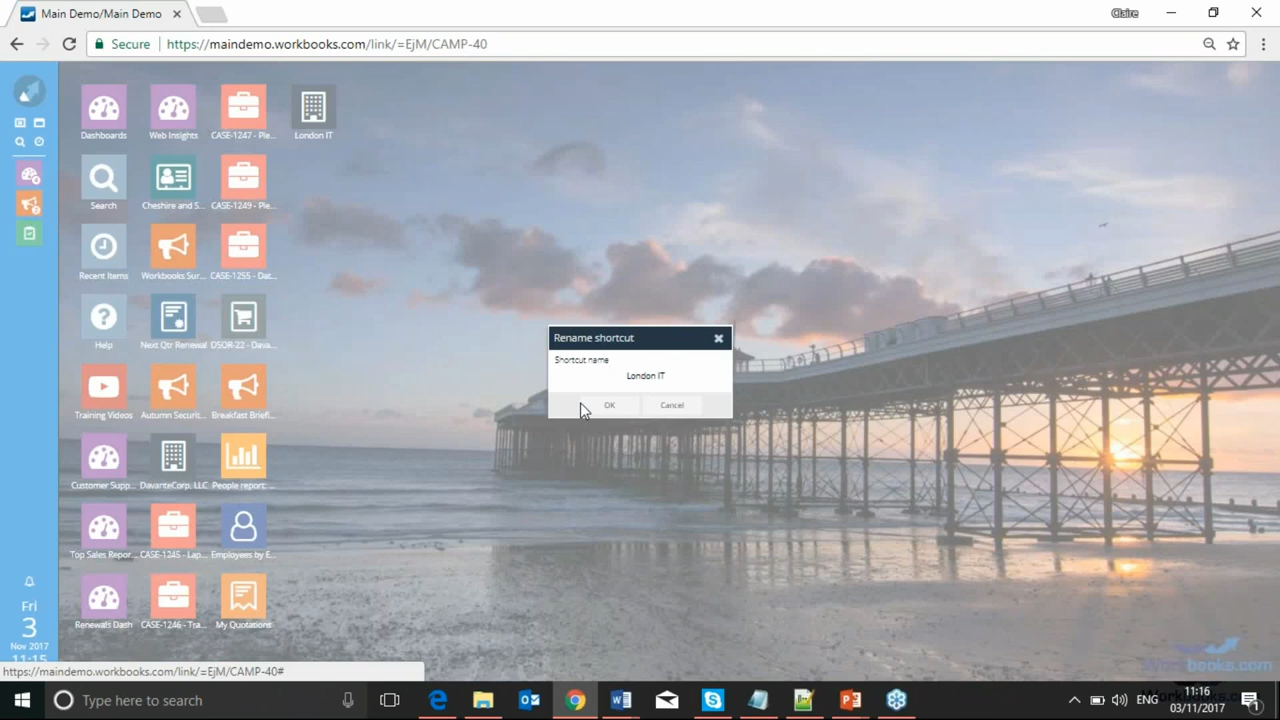 Main Demo/Main Demo
Claire
Secure
https://maindemo.workbooks.com/link/=EjM/CAMP-40
Dashboards
Web Insights
CASE-1247 - Ple...
London IT
Search
Cheshire and S...
CASE-1249 - Ple...
Recent Items
Workbooks Sur...
CASE-1255 - Dat...
Help
Next Qtr Renewal
DSOR-22 - Dava...
Training Videos
Autumn Securit...
Breakfast Briefi...
Customer Supp...
DavanteCorp, LLC
People report: ...
Top Sales Repor...
CASE-1245 - Lap...
Employees by E...
Renewals Dash
CASE-1246 - Tra...
My Quotations
Rename shortcut
Shortcut name
London IT
OK
Cancel
Fri
3
Nov 2017
11:15
https://maindemo.workbooks.com/link/=EjM/CAMP-40#
Workbooks.com
Type here to search
ENG
11:16
03/11/2017